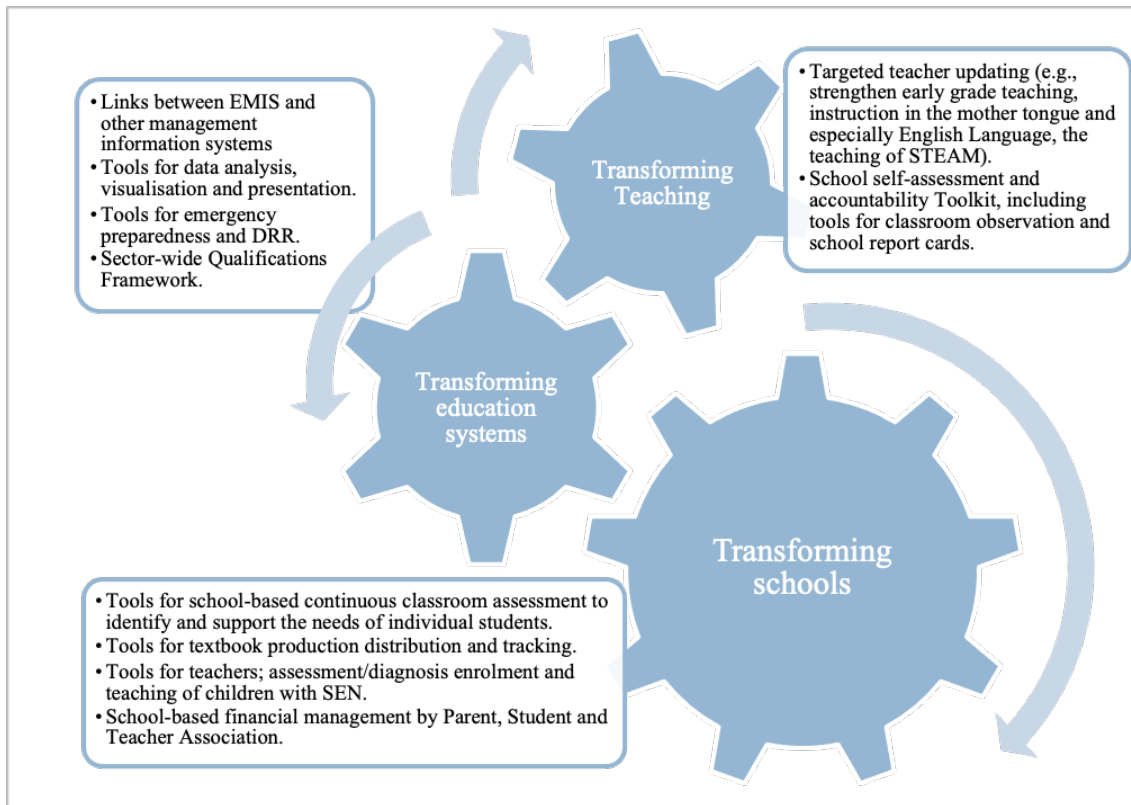 • Links between EMIS and
other management
information systems
• Tools for data analysis,
visualisation and presentation.
• Tools for emergency
preparedness and DRR.
• Sector-wide Qualifications
Framework.
Transforming
Teaching
• Targeted teacher updating (e.g.,
strengthen early grade teaching,
instruction in the mother tongue and
especially English Language, the
teaching of STEAM).
• School self-assessment and
accountability Toolkit, including
tools for classroom observation and
school report cards.
Transforming
education
systems
Transforming
schools
• Tools for school-based continuous classroom assessment to
identify and support the needs of individual students.
• Tools for textbook production distribution and tracking.
• Tools for teachers; assessment/diagnosis enrolment and
teaching of children with SEN.
• School-based financial management by Parent, Student and
Teacher Association.